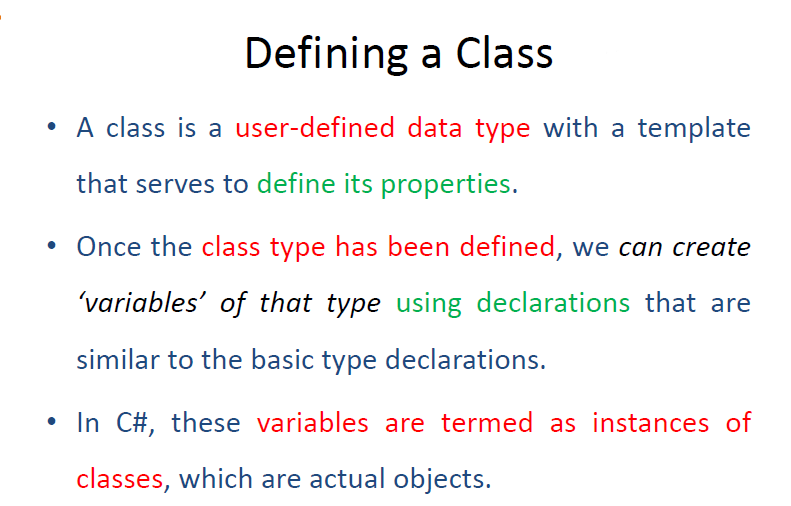 Defining a Class
• A class is a user-defined data type with a template
that serves to define its properties.
• Once the class type has been defined, we can create
‘variables’ of that type using declarations that are
similar to the basic type declarations.
• In C#, these variables are termed as instances of
classes, which are actual objects.